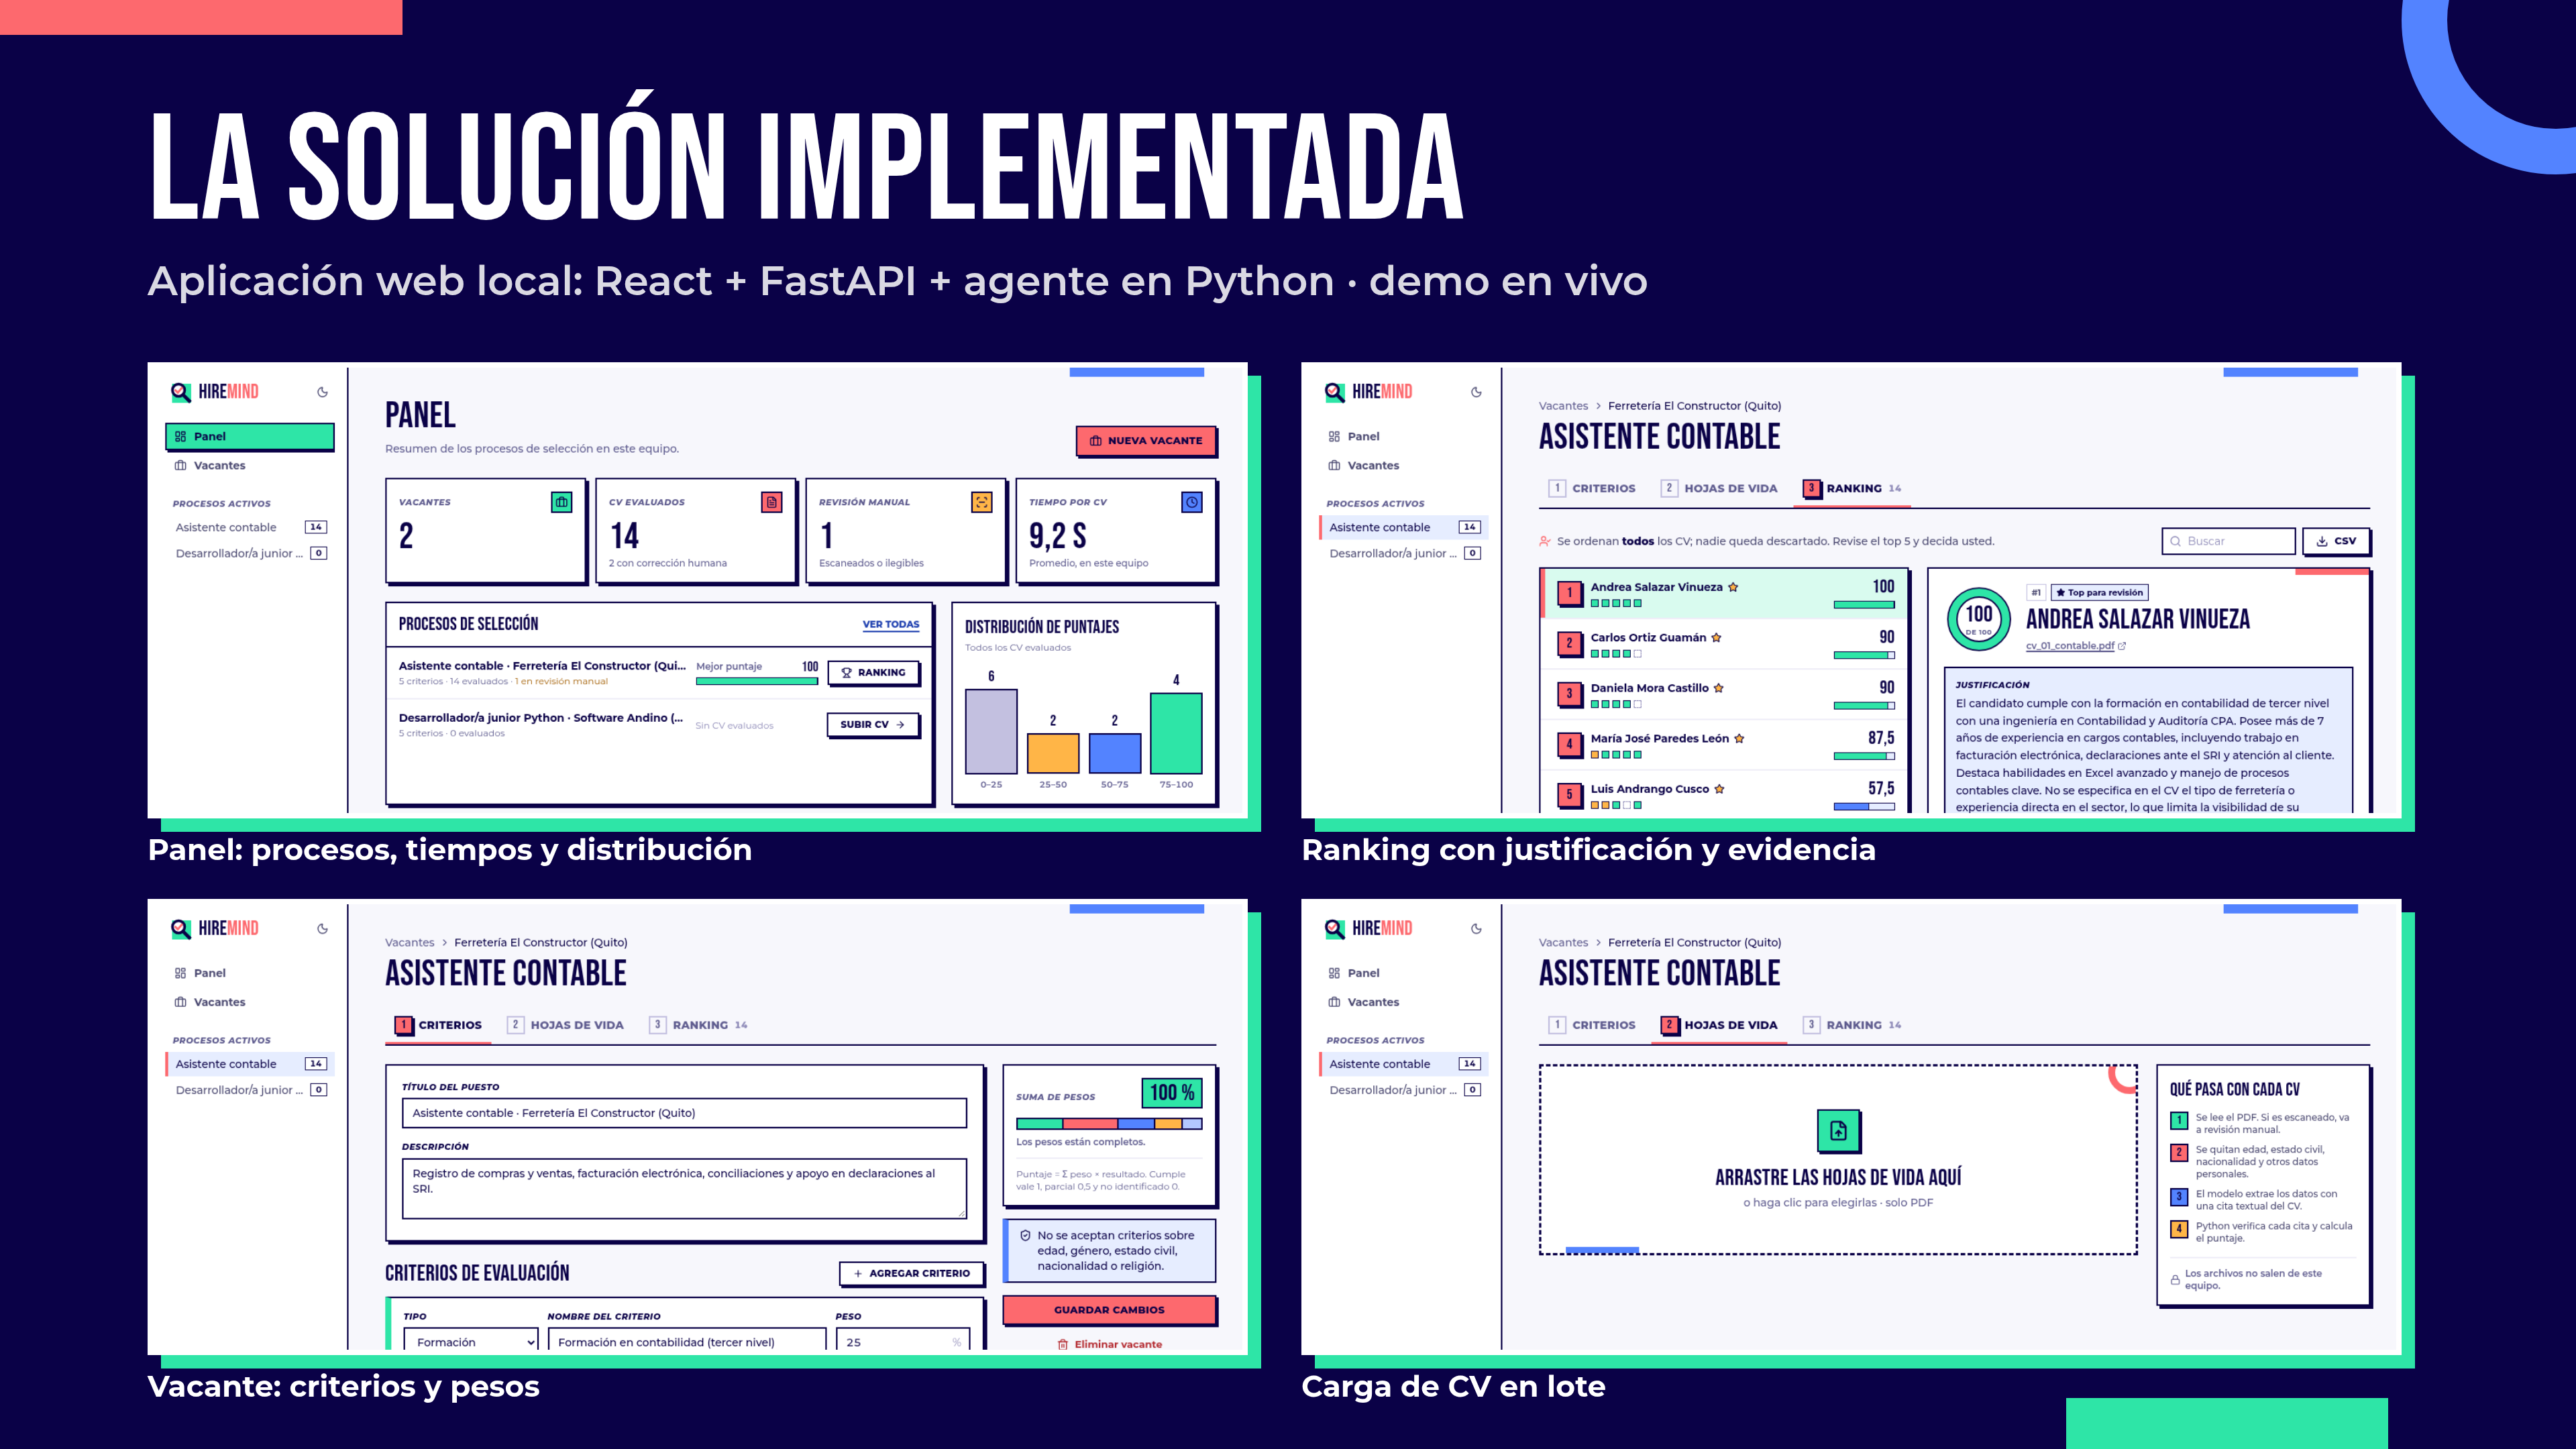 LA SOLUCIÓN IMPLEMENTADA
Aplicación web local: React + FastAPI + agente en Python · demo en vivo
HIREMIND
Panel
Vacantes
PROCESOS ACTIVOS
Asistente contable 14
Desarrollador/a junior ... 0
PANEL
Resumen de los procesos de selección en este equipo.
NUEVA VACANTE
VACANTES
2
CV EVALUADOS
14
2 con corrección humana
REVISIÓN MANUAL
1
Escaneados o ilegibles
TIEMPO POR CV
9,2 S
Promedio, en este equipo
PROCESOS DE SELECCIÓN
VER TODAS
Asistente contable · Ferretería El Constructor (Qui...
5 criterios · 14 evaluados · 1 en revisión manual
Mejor puntaje 100
RANKING
Desarrollador/a junior Python · Software Andino (...
5 criterios · 0 evaluados
Sin CV evaluados
SUBIR CV →
DISTRIBUCIÓN DE PUNTAJES
Todos los CV evaluados
6 2 2 4
0–25 25–50 50–75 75–100
Panel: procesos, tiempos y distribución
HIREMIND
Panel
Vacantes
PROCESOS ACTIVOS
Asistente contable 14
Desarrollador/a junior ... 0
Vacantes > Ferretería El Constructor (Quito)
ASISTENTE CONTABLE
1 CRITERIOS 2 HOJAS DE VIDA 3 RANKING 14
Se ordenan todos los CV; nadie queda descartado. Revise el top 5 y decida usted.
Buscar
CSV
1 Andrea Salazar Vinueza 100
2 Carlos Ortiz Guamán 90
3 Daniela Mora Castillo 90
4 María José Paredes León 87,5
5 Luis Andrango Cusco 57,5
100
DE 100
#1 Top para revisión
ANDREA SALAZAR VINUEZA
cv_01_contable.pdf
JUSTIFICACIÓN
El candidato cumple con la formación en contabilidad de tercer nivel
con una ingeniería en Contabilidad y Auditoría CPA. Posee más de 7
años de experiencia en cargos contables, incluyendo trabajo en
facturación electrónica, declaraciones ante el SRI y atención al cliente.
Destaca habilidades en Excel avanzado y manejo de procesos
contables clave. No se especifica en el CV el tipo de ferretería o
experiencia directa en el sector, lo que limita la visibilidad de su
Ranking con justificación y evidencia
HIREMIND
Panel
Vacantes
PROCESOS ACTIVOS
Asistente contable 14
Desarrollador/a junior ... 0
Vacantes > Ferretería El Constructor (Quito)
ASISTENTE CONTABLE
1 CRITERIOS 2 HOJAS DE VIDA 3 RANKING 14
TÍTULO DEL PUESTO
Asistente contable · Ferretería El Constructor (Quito)
DESCRIPCIÓN
Registro de compras y ventas, facturación electrónica, conciliaciones y apoyo en declaraciones al
SRI.
CRITERIOS DE EVALUACIÓN
+ AGREGAR CRITERIO
TIPO NOMBRE DEL CRITERIO PESO
Formación Formación en contabilidad (tercer nivel) 25 %
SUMA DE PESOS 100 %
Los pesos están completos.
Puntaje = Σ peso × resultado. Cumple
vale 1, parcial 0,5 y no identificado 0.
No se aceptan criterios sobre
edad, género, estado civil,
nacionalidad o religión.
GUARDAR CAMBIOS
Eliminar vacante
Vacante: criterios y pesos
HIREMIND
Panel
Vacantes
PROCESOS ACTIVOS
Asistente contable 14
Desarrollador/a junior ... 0
Vacantes > Ferretería El Constructor (Quito)
ASISTENTE CONTABLE
1 CRITERIOS 2 HOJAS DE VIDA 3 RANKING 14
ARRASTRE LAS HOJAS DE VIDA AQUÍ
o haga clic para elegirlas · solo PDF
QUÉ PASA CON CADA CV
1 Se lee el PDF. Si es escaneado, va
a revisión manual.
2 Se quitan edad, estado civil,
nacionalidad y otros datos
personales.
3 El modelo extrae los datos con
una cita textual del CV.
4 Python verifica cada cita y calcula
el puntaje.
Los archivos no salen de este
equipo.
Carga de CV en lote